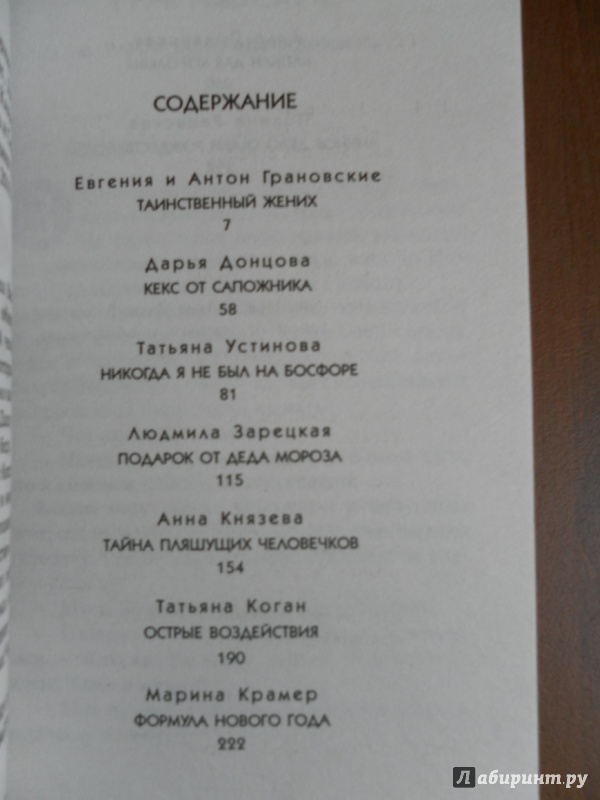 СОДЕРЖАНИЕ
Евгения и Антон Грановские
ТАИНСТВЕННЫЙ ЖЕНИХ
7
Дарья Донцова
КЕКС ОТ САПОЖНИКА
58
Татьяна Устинова
НИКОГДА Я НЕ БЫЛ НА БОСФОРЕ
81
Людмила Зарецкая
ПОДАРОК ОТ ДЕДА МОРОЗА
115
Анна Князева
ТАЙНА ПЛЯШУЩИХ ЧЕЛОВЕЧКОВ
154
Татьяна Коган
ОСТРЫЕ ВОЗДЕЙСТВИЯ
190
Марина Крамер
ФОРМУЛА НОВОГО ГОДА
222
Лабиринт.ру